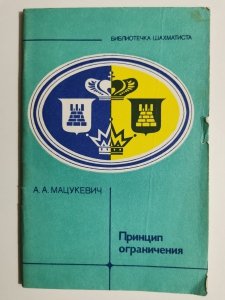 БИБЛИОТЕЧКА ШАХМАТИСТА
А. А. МАЦУКЕВИЧ
Принцип
ограничения